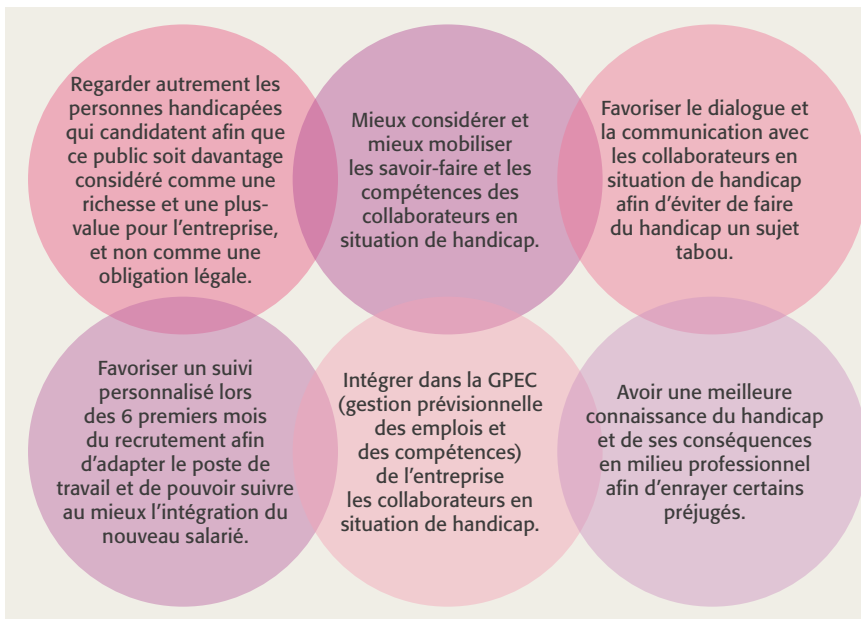 Regarder autrement les
personnes handicapées
qui candidatent afin que
ce public soit davantage
considéré comme une
richesse et une plus-
value pour l’entreprise,
et non comme une
obligation légale.
Mieux considérer et
mieux mobiliser
les savoir-faire et les
compétences des
collaborateurs en
situation de handicap.
Favoriser le dialogue et
la communication avec
les collaborateurs en
situation de handicap
afin d’éviter de faire
du handicap un sujet
tabou.
Favoriser un suivi
personnalisé lors
des 6 premiers mois
du recrutement afin
d’adapter le poste de
travail et de pouvoir suivre
au mieux l’intégration du
nouveau salarié.
Intégrer dans la GPEC
(gestion prévisionnelle
des emplois et
des compétences)
de l’entreprise
les collaborateurs en
situation de handicap.
Avoir une meilleure
connaissance du handicap
et de ses conséquences
en milieu professionnel
afin d’enrayer certains
préjugés.